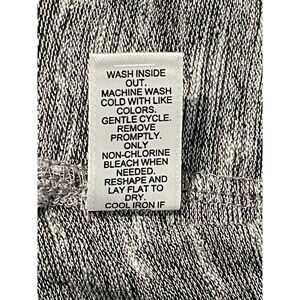 WASH INSIDE
OUT.
MACHINE WASH
COLD WITH LIKE
COLORS.
GENTLE CYCLE.
REMOVE
PROMPTLY.
ONLY
NON-CHLORINE
BLEACH WHEN
NEEDED.
RESHAPE AND
LAY FLAT TO
DRY.
COOL IRON IF